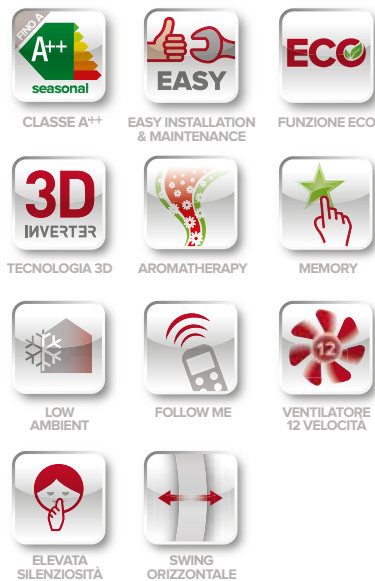 FINO A
A++
seasonal
CLASSE A++
EASY
EASY INSTALLATION
& MAINTENANCE
ECO
FUNZIONE ECO
3D
INVERTER
TECNOLOGIA 3D
AROMATHERAPY
MEMORY
LOW
AMBIENT
FOLLOW ME
12
VENTILATORE
12 VELOCITÀ
ELEVATA
SILENZIOSITÀ
SWING
ORIZZONTALE